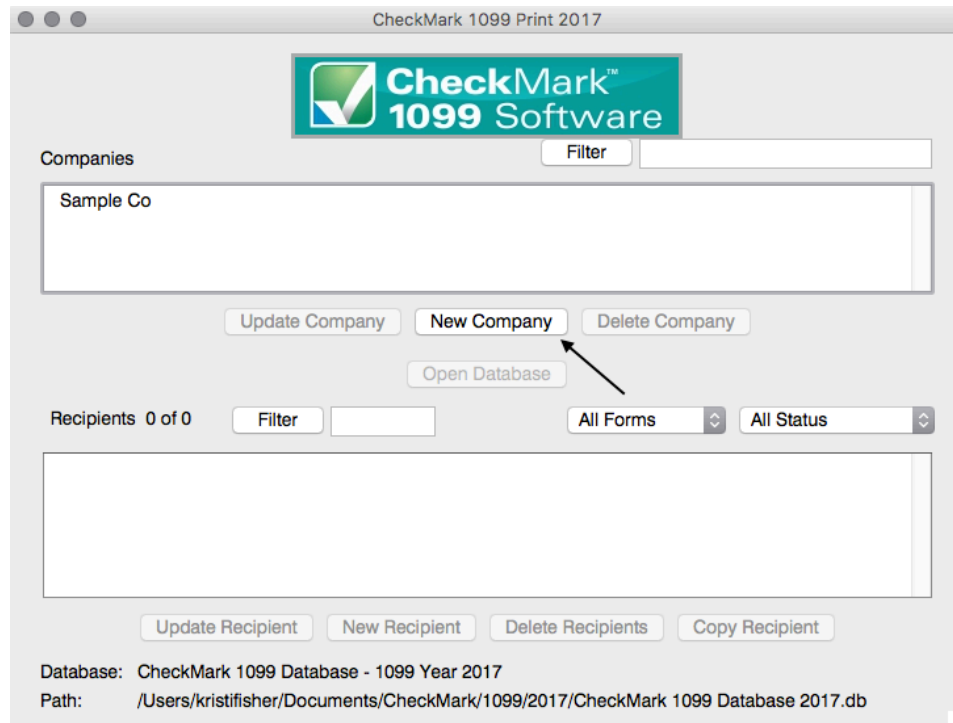 CheckMark 1099 Print 2017
CheckMark™
1099 Software
Companies Filter
Sample Co
Update Company New Company Delete Company
Open Database
Recipients 0 of 0 Filter All Forms All Status
Update Recipient New Recipient Delete Recipients Copy Recipient
Database: CheckMark 1099 Database - 1099 Year 2017
Path: /Users/kristifisher/Documents/CheckMark/1099/2017/CheckMark 1099 Database 2017.db